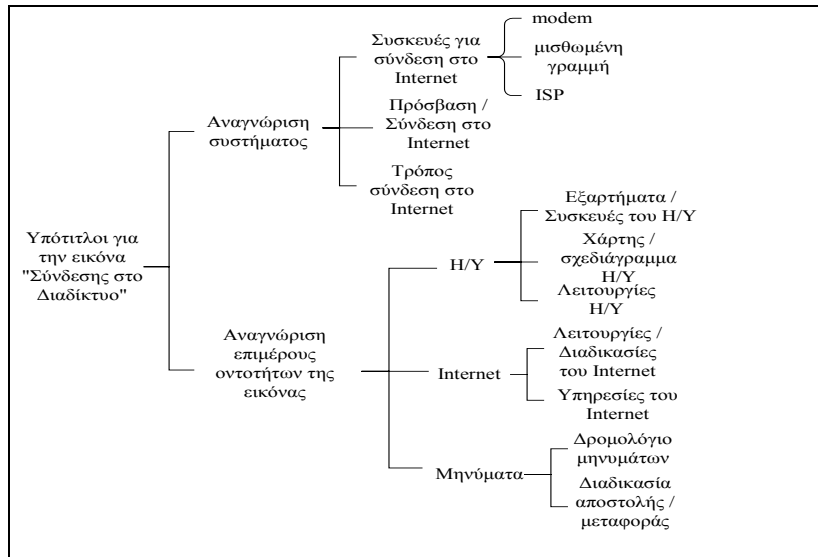 Υπότιτλοι για
την εικόνα
"Σύνδεσης στο
Διαδίκτυο"
Αναγνώριση
συστήματος
Συσκευές για
σύνδεση στο
Internet
modem
μισθωμένη
γραμμή
ISP
Πρόσβαση /
Σύνδεση στο
Internet
Τρόπος
σύνδεση στο
Internet
Αναγνώριση
επιμέρους
οντοτήτων της
εικόνας
Η/Υ
Εξαρτήματα /
Συσκευές του Η/Υ
Χάρτης /
σχεδιάγραμμα
Η/Υ
Λειτουργίες
Η/Υ
Internet
Λειτουργίες /
Διαδικασίες
του Internet
Υπηρεσίες του
Internet
Μηνύματα
Δρομολόγιο
μηνυμάτων
Διαδικασία
αποστολής /
μεταφοράς